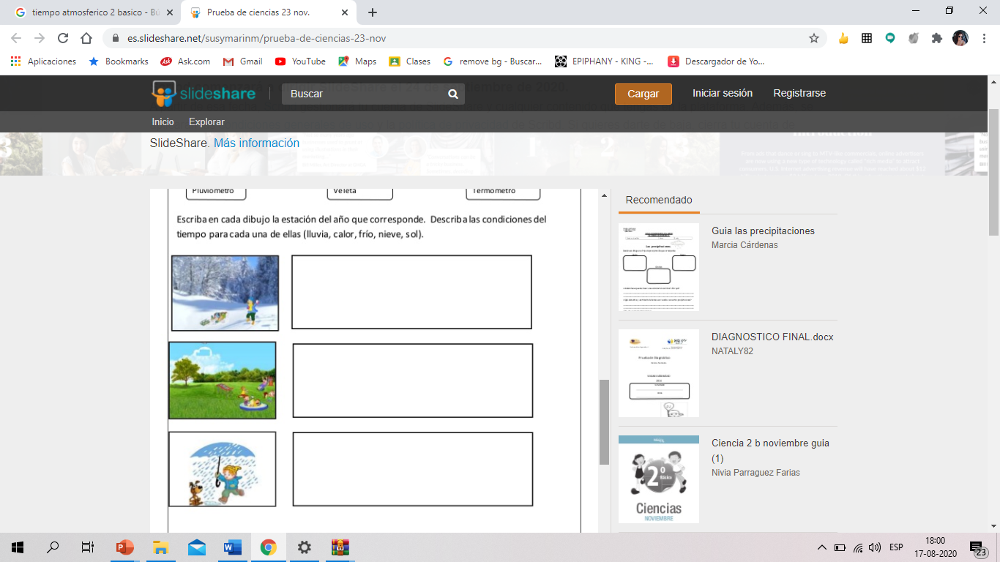 tiempo atmosferico 2 basico - Bú
Prueba de ciencias 23 nov.
es.slideshare.net/susymarinm/prueba-de-ciencias-23-nov
Aplicaciones
Bookmarks
Ask.com
Gmail
YouTube
Maps
Clases
remove bg - Buscar...
EPIPHANY - KING -...
Descargador de Yo...
slideshare
Buscar
Cargar
Iniciar sesión
Registrarse
Inicio
Explorar
SlideShare. Más información
Pluviómetro
Veleta
Termómetro
Escriba en cada dibujo la estación del año que corresponde. Describa las condiciones del
tiempo para cada una de ellas (lluvia, calor, frío, nieve, sol).
Recomendado
Guia las precipitaciones
Marcia Cárdenas
DIAGNOSTICO FINAL.docx
NATALY82
2º
Básico
Ciencias
NOVIEMBRE
Ciencia 2 b noviembre guia
(1)
Nivia Parraguez Farias
ESP
18:00
17-08-2020
23